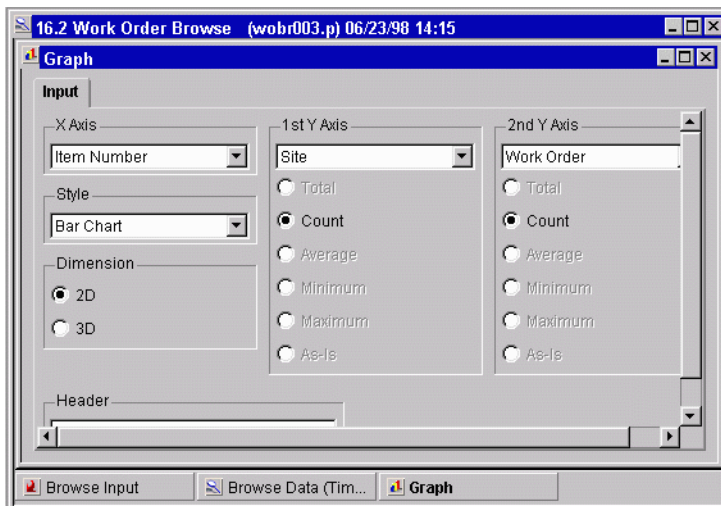 16.2 Work Order Browse (wobr003.p) 06/23/98 14:15
Graph
Input
X Axis
Item Number
Style
Bar Chart
Dimension
2D
3D
1st Y Axis
Site
Total
Count
Average
Minimum
Maximum
As-Is
2nd Y Axis
Work Order
Total
Count
Average
Minimum
Maximum
As-Is
Header
Browse Input
Browse Data (Tim...
Graph